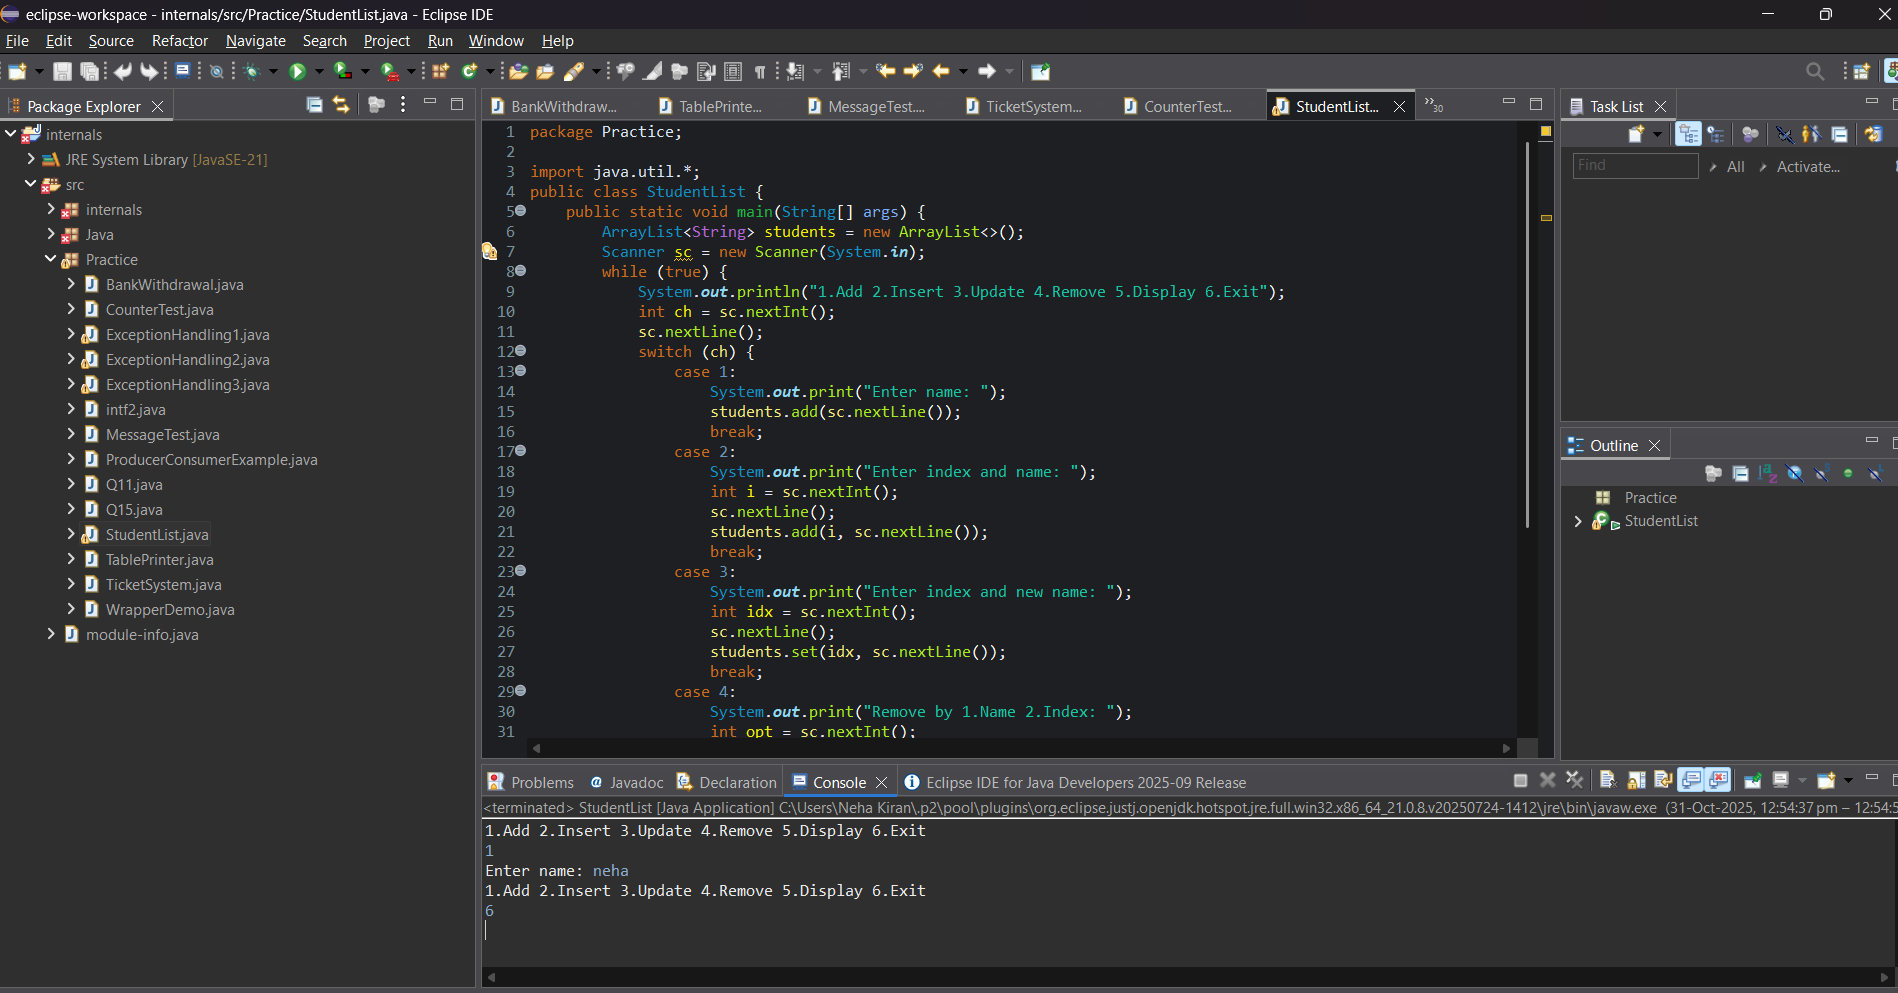 eclipse-workspace - internals/src/Practice/StudentList.java - Eclipse IDE
File Edit Source Refactor Navigate Search Project Run Window Help
Package Explorer
internals
JRE System Library [JavaSE-21]
src
internals
Java
Practice
BankWithdrawal.java
CounterTest.java
ExceptionHandling1.java
ExceptionHandling2.java
ExceptionHandling3.java
intf2.java
MessageTest.java
ProducerConsumerExample.java
Q11.java
Q15.java
StudentList.java
TablePrinter.java
TicketSystem.java
WrapperDemo.java
module-info.java
BankWithdraw... TablePrinte... MessageTest.... TicketSystem... CounterTest... StudentList... »30
1 package Practice;
2
3 import java.util.*;
4 public class StudentList {
5 public static void main(String[] args) {
6 ArrayList<String> students = new ArrayList<>();
7 Scanner sc = new Scanner(System.in);
8 while (true) {
9 System.out.println("1.Add 2.Insert 3.Update 4.Remove 5.Display 6.Exit");
10 int ch = sc.nextInt();
11 sc.nextLine();
12 switch (ch) {
13 case 1:
14 System.out.print("Enter name: ");
15 students.add(sc.nextLine());
16 break;
17 case 2:
18 System.out.print("Enter index and name: ");
19 int i = sc.nextInt();
20 sc.nextLine();
21 students.add(i, sc.nextLine());
22 break;
23 case 3:
24 System.out.print("Enter index and new name: ");
25 int idx = sc.nextInt();
26 sc.nextLine();
27 students.set(idx, sc.nextLine());
28 break;
29 case 4:
30 System.out.print("Remove by 1.Name 2.Index: ");
31 int opt = sc.nextInt();
Task List
Find All Activate...
Outline
Practice
StudentList
Problems Javadoc Declaration Console Eclipse IDE for Java Developers 2025-09 Release
<terminated> StudentList [Java Application] C:\Users\Neha Kiran\.p2\pool\plugins\org.eclipse.justj.openjdk.hotspot.jre.full.win32.x86_64_21.0.8.v20250724-1412\jre\bin\javaw.exe (31-Oct-2025, 12:54:37 pm – 12:54:5
1.Add 2.Insert 3.Update 4.Remove 5.Display 6.Exit
1
Enter name: neha
1.Add 2.Insert 3.Update 4.Remove 5.Display 6.Exit
6